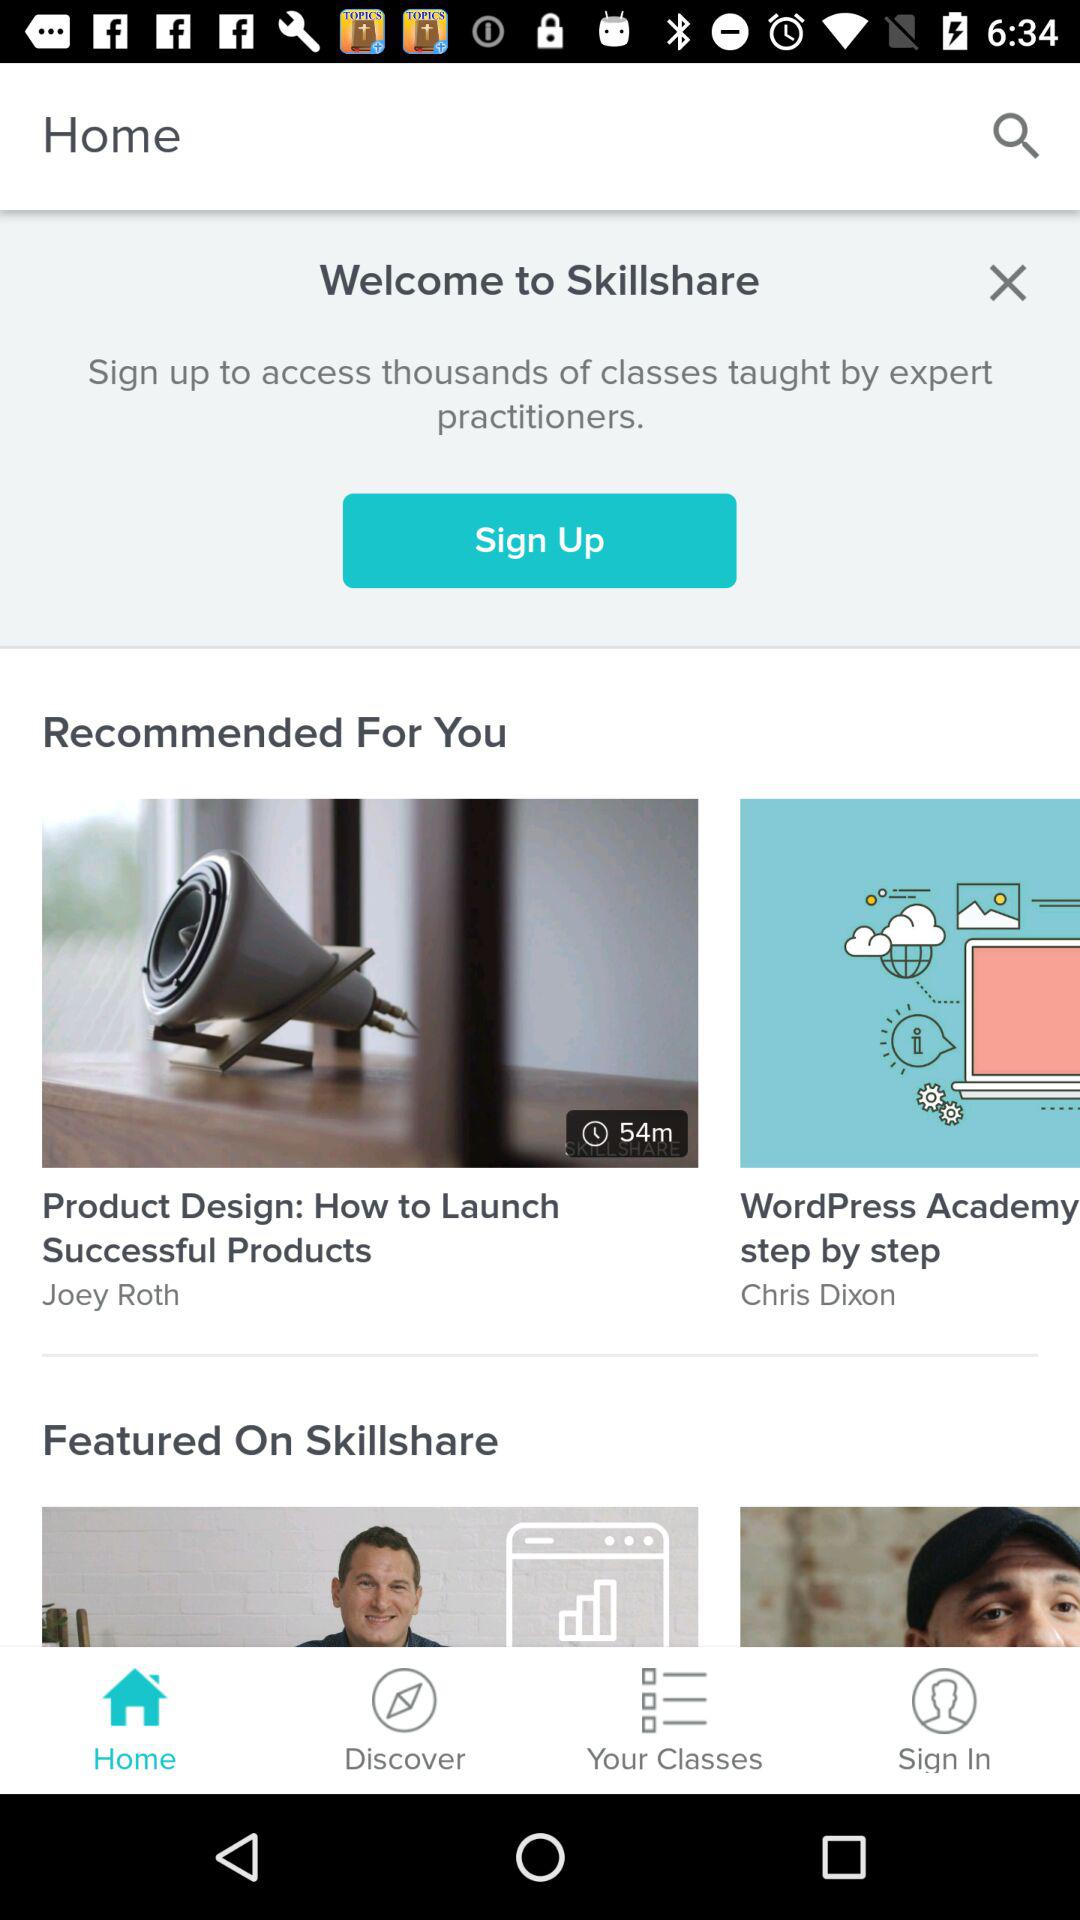 TOPICS TOPICS 6:34
Home
Welcome to Skillshare
Sign up to access thousands of classes taught by expert
practitioners.
Sign Up
Recommended For You
54m
SKILLSHARE
Product Design: How to Launch
Successful Products
Joey Roth
WordPress Academy
step by step
Chris Dixon
Featured On Skillshare
Home
Discover
Your Classes
Sign In